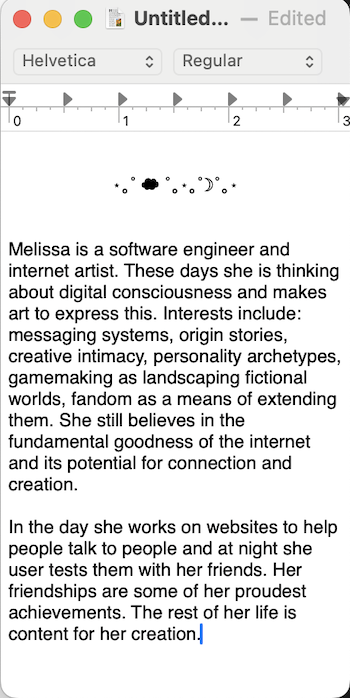 Untitled... — Edited
Helvetica Regular
0 1 2 3
⋆｡˚ ☁︎ ˚｡⋆｡˚☽˚｡⋆
Melissa is a software engineer and
internet artist. These days she is thinking
about digital consciousness and makes
art to express this. Interests include:
messaging systems, origin stories,
creative intimacy, personality archetypes,
gamemaking as landscaping fictional
worlds, fandom as a means of extending
them. She still believes in the
fundamental goodness of the internet
and its potential for connection and
creation.
In the day she works on websites to help
people talk to people and at night she
user tests them with her friends. Her
friendships are some of her proudest
achievements. The rest of her life is
content for her creation.